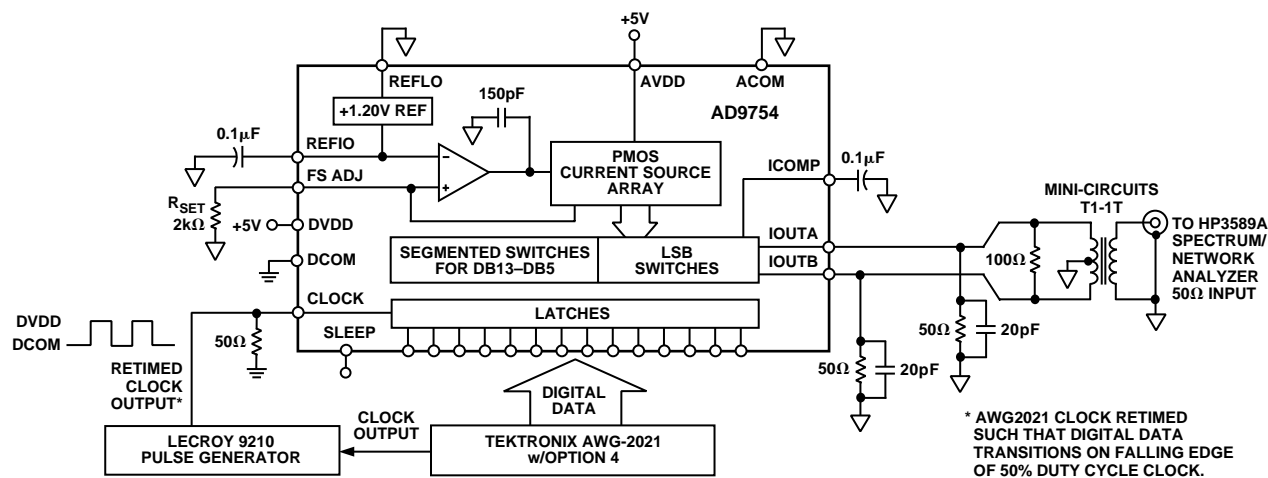 +5V
REFLO
AVDD
ACOM
+1.20V REF
150pF
AD9754
0.1μF
REFIO
FS ADJ
RSET
2kΩ
+5V
DVDD
DCOM
PMOS
CURRENT SOURCE
ARRAY
ICOMP
0.1μF
SEGMENTED SWITCHES
FOR DB13–DB5
LSB
SWITCHES
IOUTA
IOUTB
MINI-CIRCUITS
T1-1T
100Ω
TO HP3589A
SPECTRUM/
NETWORK
ANALYZER
50Ω INPUT
CLOCK
LATCHES
SLEEP
DVDD
DCOM
50Ω
RETIMED
CLOCK
OUTPUT*
50Ω
20pF
50Ω
20pF
DIGITAL
DATA
CLOCK
OUTPUT
LECROY 9210
PULSE GENERATOR
TEKTRONIX AWG-2021
w/OPTION 4
* AWG2021 CLOCK RETIMED
SUCH THAT DIGITAL DATA
TRANSITIONS ON FALLING EDGE
OF 50% DUTY CYCLE CLOCK.